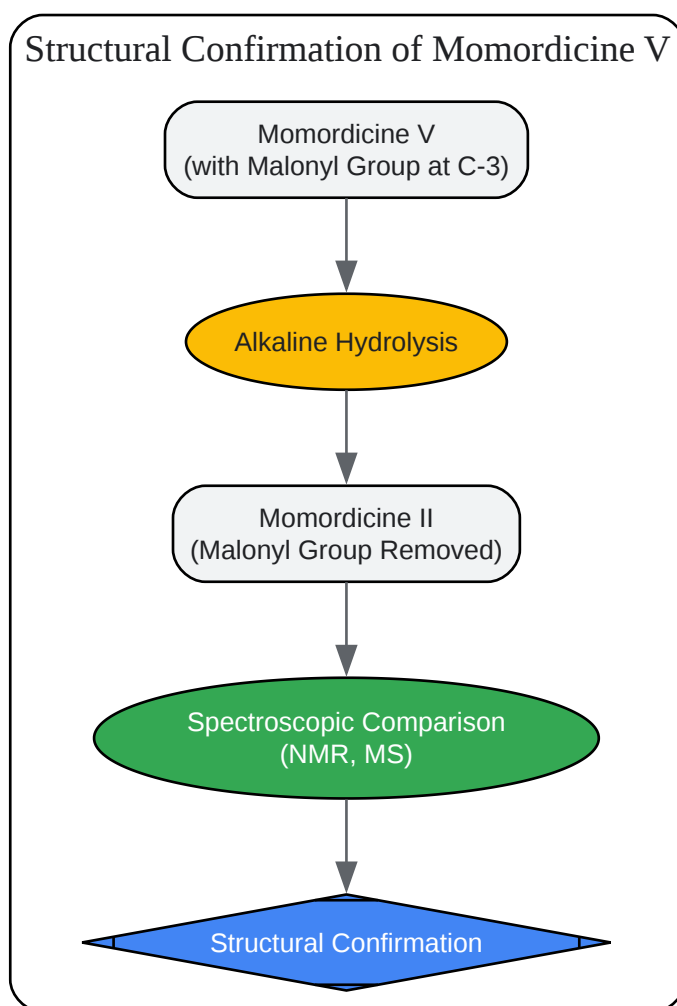 Structural Confirmation of Momordicine V
Momordicine V
(with Malonyl Group at C-3)
Alkaline Hydrolysis
Momordicine II
(Malonyl Group Removed)
Spectroscopic Comparison
(NMR, MS)
Structural Confirmation